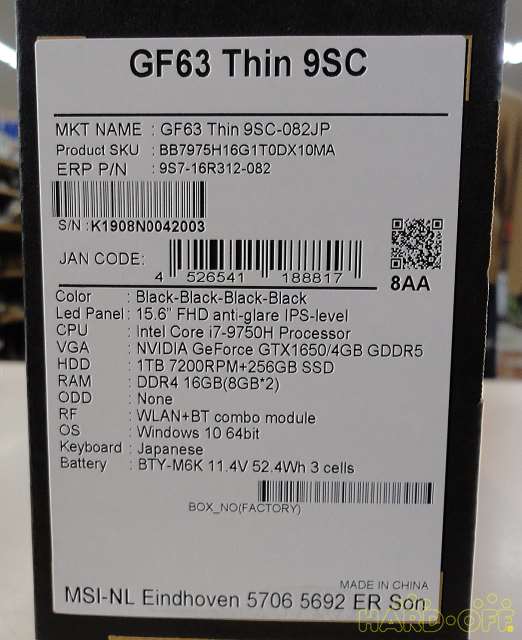 GF63 Thin 9SC
MKT NAME : GF63 Thin 9SC-082JP
Product SKU : BB7975H16G1T0DX10MA
ERP P/N : 9S7-16R312-082
S/N : K1908N0042003
JAN CODE:
4 526541 188817
8AA
Color : Black-Black-Black-Black
Led Panel : 15.6" FHD anti-glare IPS-level
CPU : Intel Core i7-9750H Processor
VGA : NVIDIA GeForce GTX1650/4GB GDDR5
HDD : 1TB 7200RPM+256GB SSD
RAM : DDR4 16GB(8GB*2)
ODD : None
RF : WLAN+BT combo module
OS : Windows 10 64bit
Keyboard : Japanese
Battery : BTY-M6K 11.4V 52.4Wh 3 cells
BOX_NO(FACTORY)
MADE IN CHINA
MSI-NL Eindhoven 5706 5692 ER Son
HARD-OFF